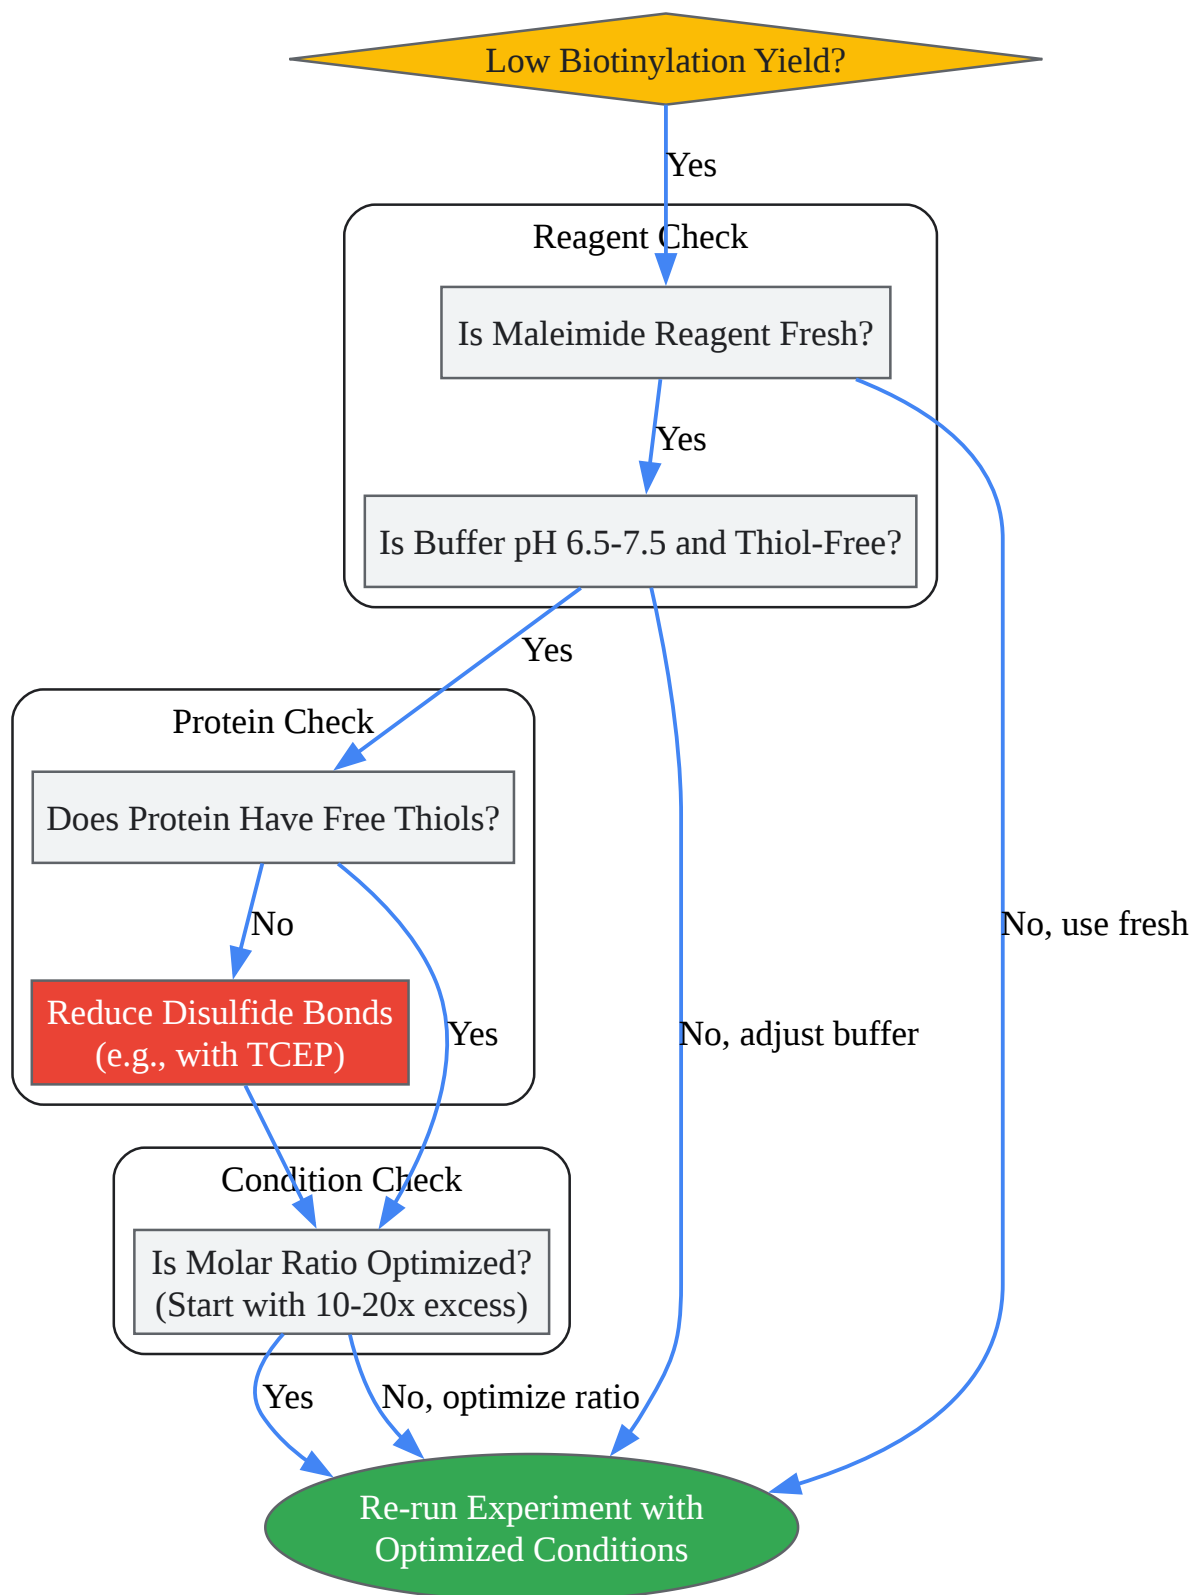 Low Biotinylation Yield?
Yes
Reagent Check
Is Maleimide Reagent Fresh?
Yes
Is Buffer pH 6.5-7.5 and Thiol-Free?
Yes
Protein Check
Does Protein Have Free Thiols?
No
No, use fresh
Reduce Disulfide Bonds
(e.g., with TCEP)
Yes
No, adjust buffer
Condition Check
Is Molar Ratio Optimized?
(Start with 10-20x excess)
Yes
No, optimize ratio
Re-run Experiment with
Optimized Conditions